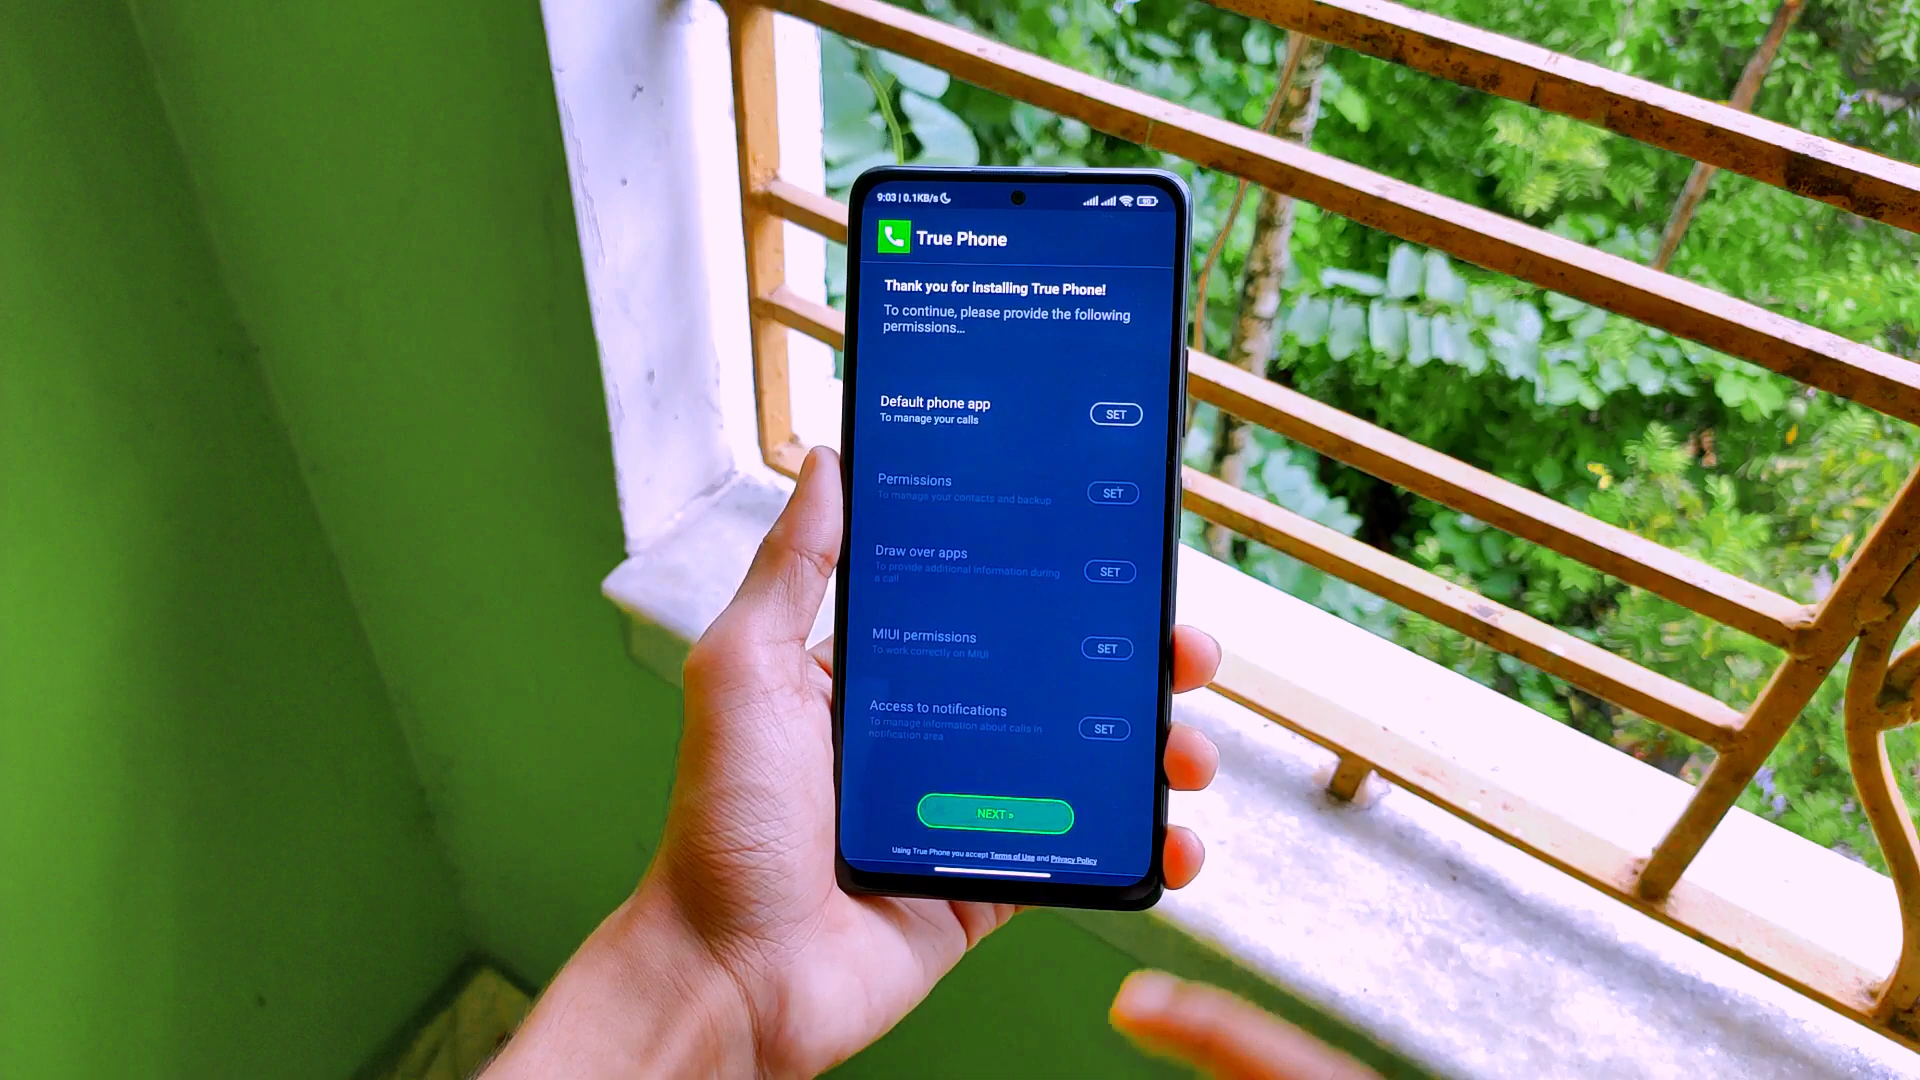 9:03 | 0.1KB/s
True Phone
Thank you for installing True Phone!
To continue, please provide the following
permissions...
Default phone app
To manage your calls
SET
Permissions
To manage your contacts and backup
SET
Draw over apps
To provide additional information during
a call
SET
MIUI permissions
To work correctly on MIUI
SET
Access to notifications
To manage information about calls in
notification area
SET
NEXT »
Using True Phone you accept Terms of Use and Privacy Policy